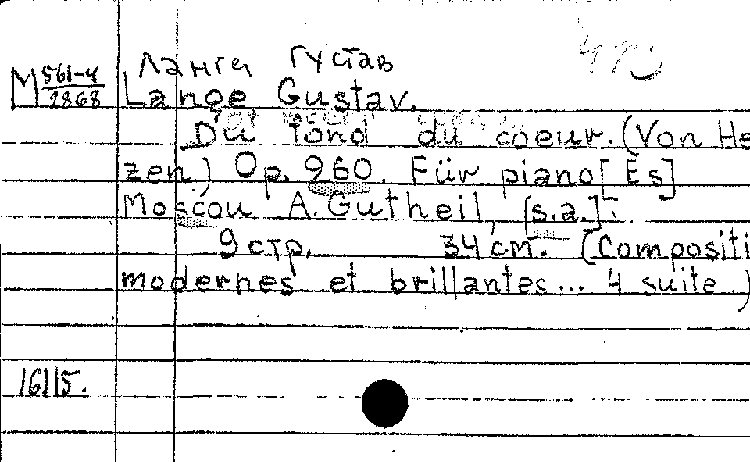 Ланги Густав
М 561-4
2868
Lange Gustav.
Du fond du coeur. (Von He
zen) Op. 960. Für piano [Es]
Moscou A. Gutheil, [s.a.].
9 стр. 34 см. (Compositi
modernes et brillantes... 4 suite)
16115.